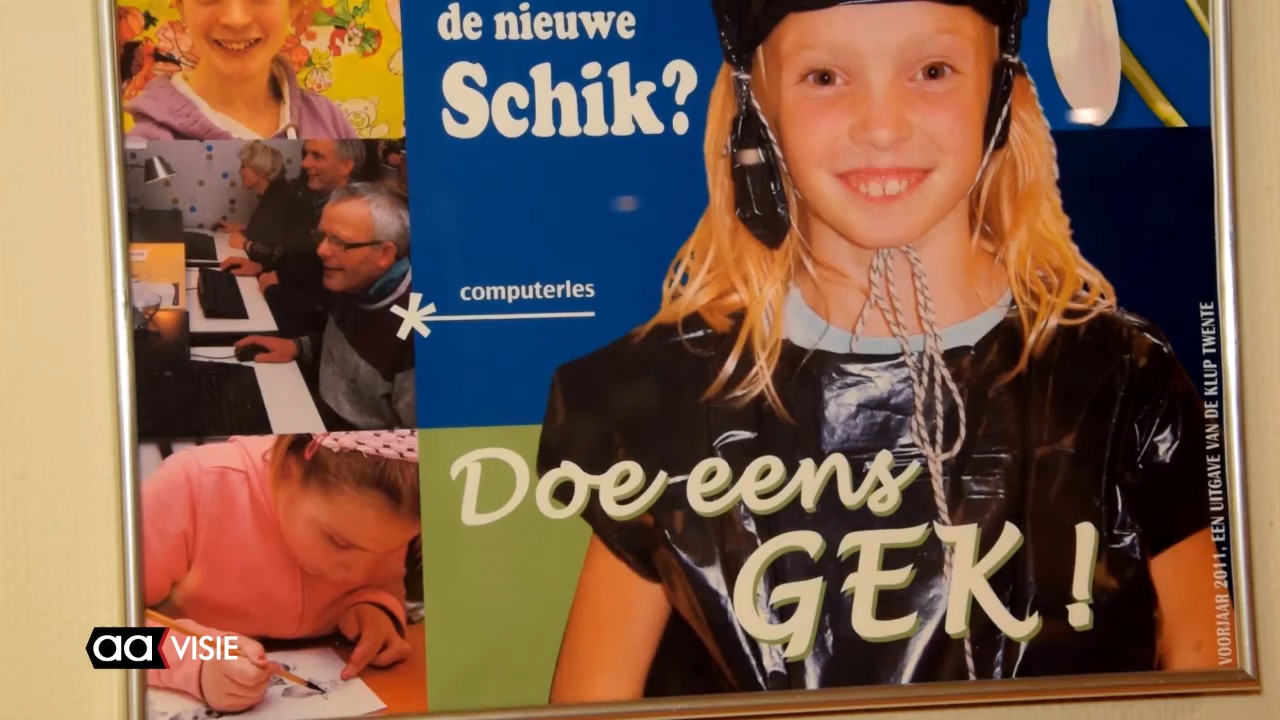 de nieuwe
Schik?
computerles
Doe eens
GEK!
VOORJAAR 2011, EEN UITGAVE VAN DE KLUP TWENTE
aa VISIE